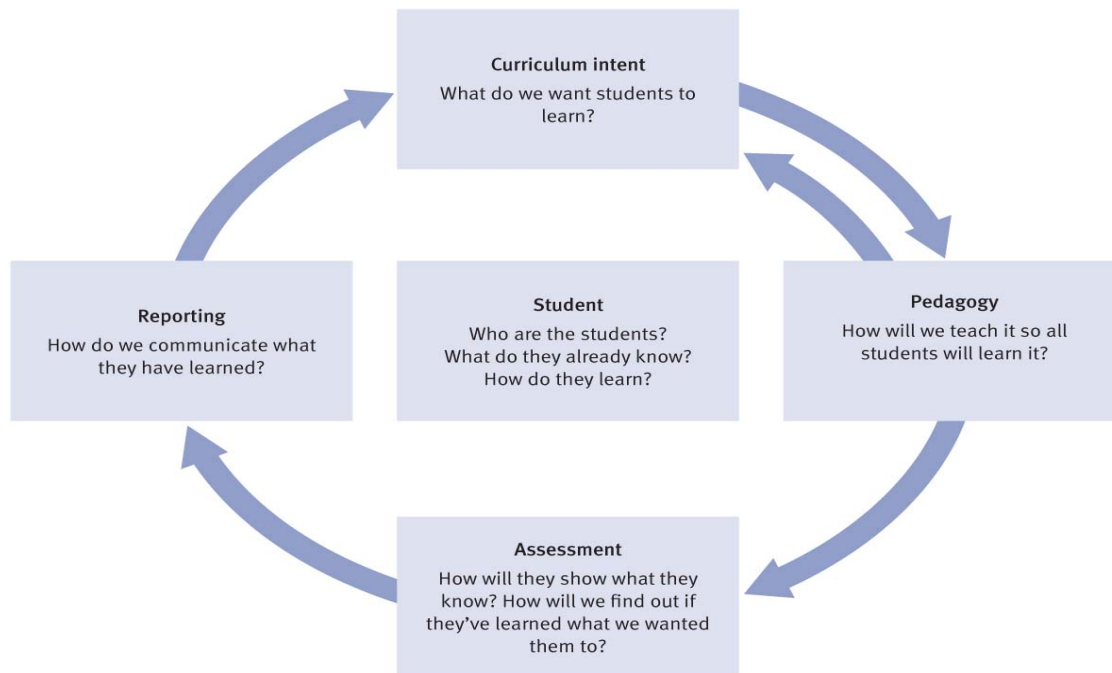 Curriculum intent
What do we want students to
learn?
Reporting
How do we communicate what
they have learned?
Student
Who are the students?
What do they already know?
How do they learn?
Pedagogy
How will we teach it so all
students will learn it?
Assessment
How will they show what they
know? How will we find out if
they’ve learned what we wanted
them to?